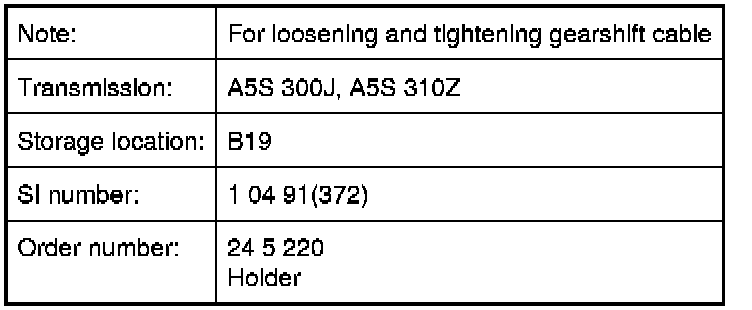 Note: For loosening and tightening gearshift cable
Transmission: A5S 300J, A5S 310Z
Storage location: B19
SI number: 1 04 91(372)
Order number: 24 5 220
Holder